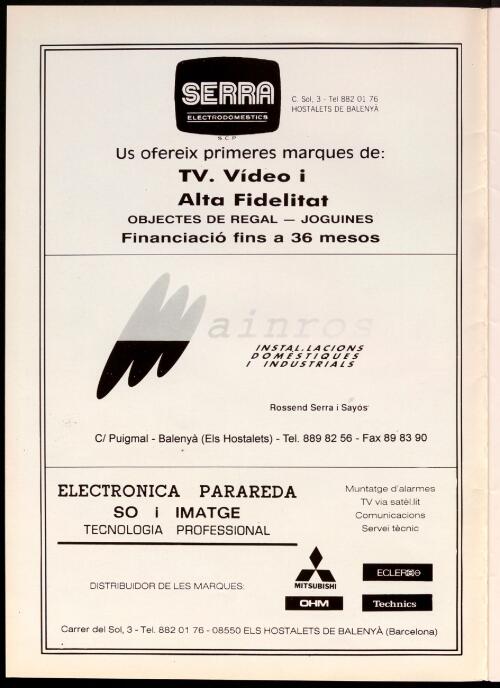 SERRA
ELECTRODOMESTICS
S.C.P.
C. Sol, 3 - Tel 882 01 76
HOSTALETS DE BALENYÀ
Us ofereix primeres marques de:
TV. Vídeo i
Alta Fidelitat
OBJECTES DE REGAL — JOGUINES
Financiació fins a 36 mesos
ainros
INSTAL.LACIONS
DOMESTIQUES
I INDUSTRIALS
Rossend Serra i Sayós
C/ Puigmal - Balenyà (Els Hostalets) - Tel. 889 82 56 - Fax 89 83 90
ELECTRONICA PARAREDA
SO i IMATGE
TECNOLOGIA PROFESSIONAL
Muntatge d'alarmes
TV via satèl.lit
Comunicacions
Servei tècnic
DISTRIBUIDOR DE LES MARQUES:
MITSUBISHI
ECLER
OHM
Technics
Carrer del Sol, 3 - Tel. 882 01 76 - 08550 ELS HOSTALETS DE BALENYÀ (Barcelona)